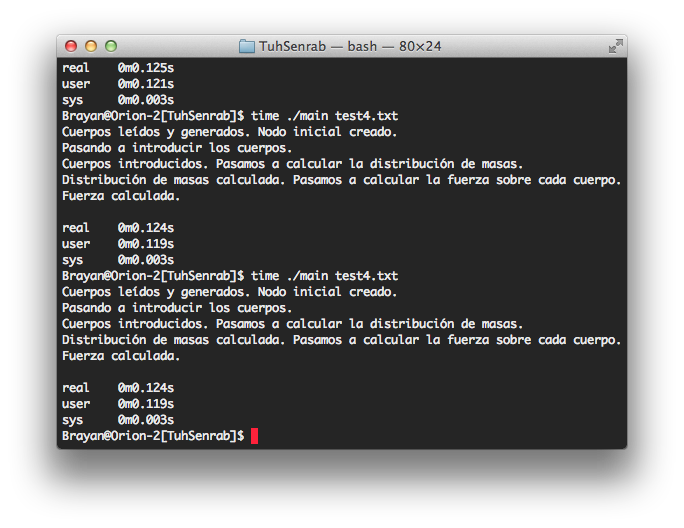 TuhSenrab — bash — 80×24
real 0m0.125s
user 0m0.121s
sys 0m0.003s
Brayan@Orion-2[TuhSenrab]$ time ./main test4.txt
Cuerpos leídos y generados. Nodo inicial creado.
Pasando a introducir los cuerpos.
Cuerpos introducidos. Pasamos a calcular la distribución de masas.
Distribución de masas calculada. Pasamos a calcular la fuerza sobre cada cuerpo.
Fuerza calculada.
real 0m0.124s
user 0m0.119s
sys 0m0.003s
Brayan@Orion-2[TuhSenrab]$ time ./main test4.txt
Cuerpos leídos y generados. Nodo inicial creado.
Pasando a introducir los cuerpos.
Cuerpos introducidos. Pasamos a calcular la distribución de masas.
Distribución de masas calculada. Pasamos a calcular la fuerza sobre cada cuerpo.
Fuerza calculada.
real 0m0.124s
user 0m0.119s
sys 0m0.003s
Brayan@Orion-2[TuhSenrab]$